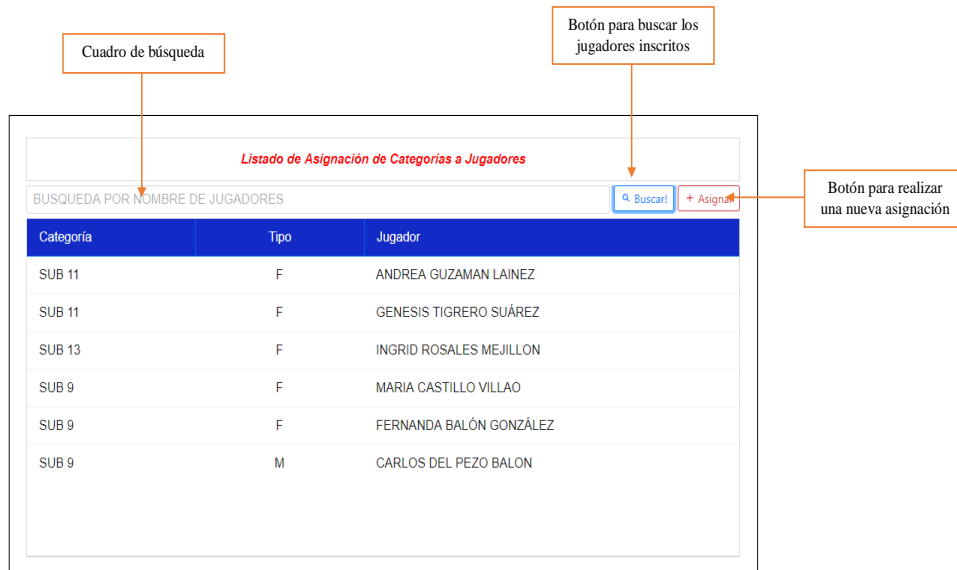 Botón para buscar los
jugadores inscritos
Cuadro de búsqueda
Listado de Asignación de Categorías a Jugadores
BUSQUEDA POR NOMBRE DE JUGADORES
Buscar!
+ Asignar
Botón para realizar
una nueva asignación
Categoría Tipo Jugador
SUB 11 F ANDREA GUZAMAN LAINEZ
SUB 11 F GENESIS TIGRERO SUÁREZ
SUB 13 F INGRID ROSALES MEJILLON
SUB 9 F MARIA CASTILLO VILLAO
SUB 9 F FERNANDA BALÓN GONZÁLEZ
SUB 9 M CARLOS DEL PEZO BALON